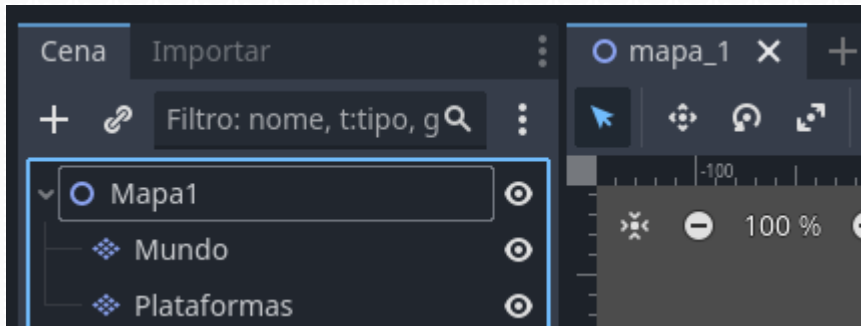 Cena Importar
mapa_1
Filtro: nome, t:tipo, g
-100
Mapa1
100 %
Mundo
Plataformas